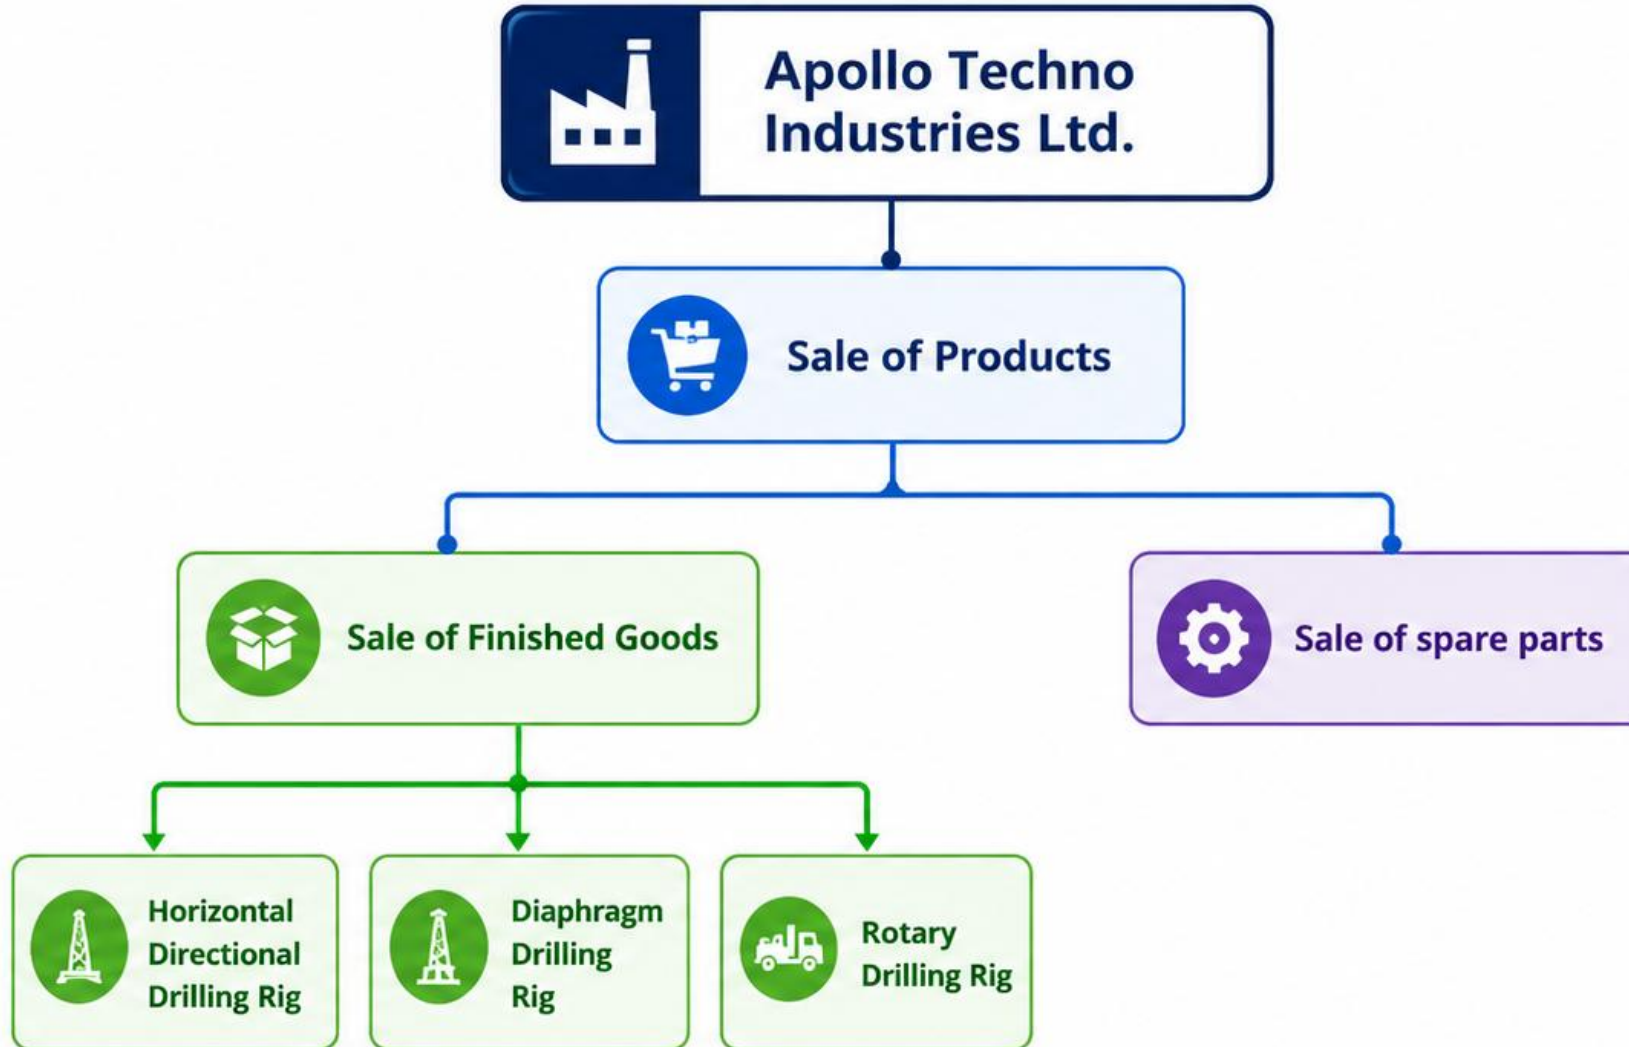 Apollo Techno
Industries Ltd.
Sale of Products
Sale of Finished Goods
Sale of spare parts
Horizontal
Directional
Drilling Rig
Diaphragm
Drilling
Rig
Rotary
Drilling Rig